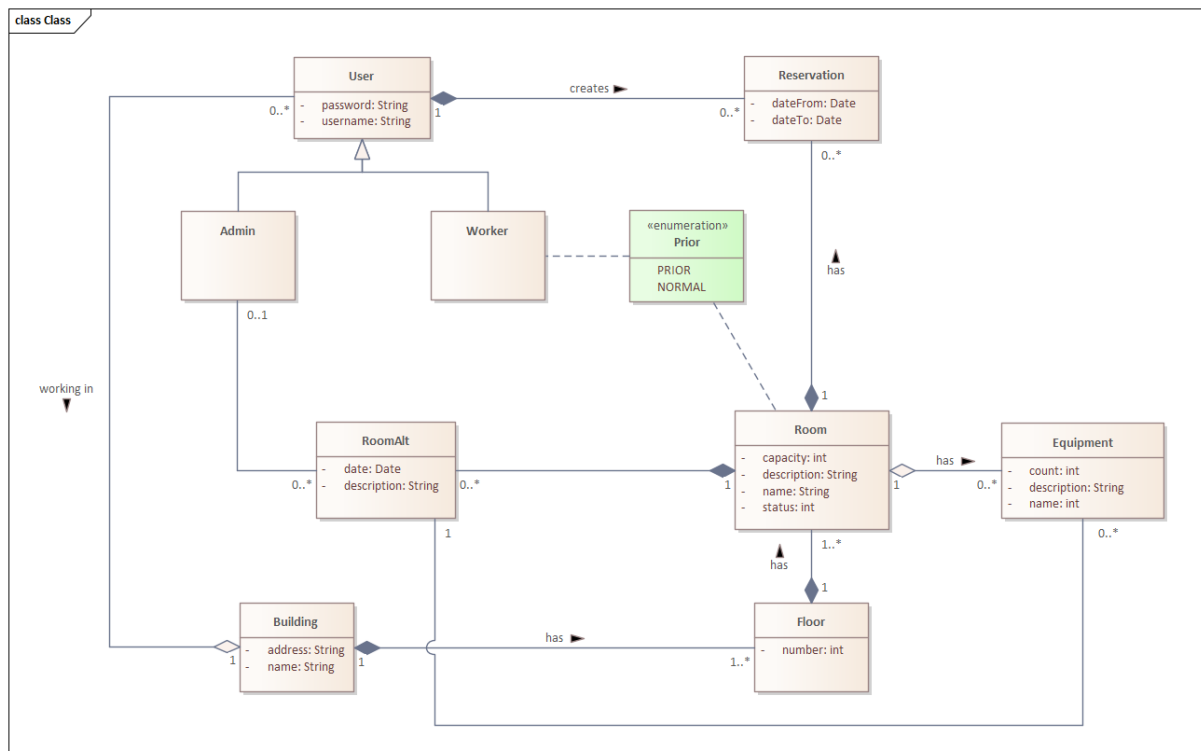 class Class
User
- password: String
- username: String
Reservation
- dateFrom: Date
- dateTo: Date
creates
0..*
1
0..*
0..*
Admin
Worker
«enumeration»
Prior
PRIOR
NORMAL
has
0..1
working in
1
RoomAlt
- date: Date
- description: String
Room
- capacity: int
- description: String
- name: String
- status: int
Equipment
- count: int
- description: String
- name: int
has
0..*
0..*
1
1
0..*
1
1..*
0..*
has
1
Building
- address: String
- name: String
Floor
- number: int
has
1
1
1..*